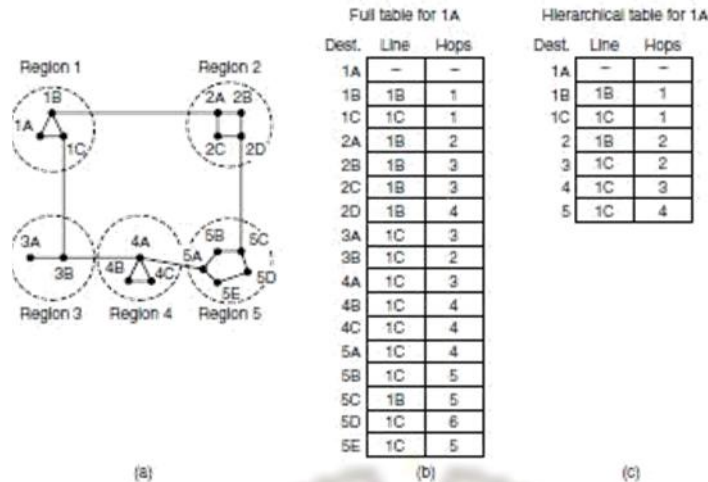 Full table for 1A
Hierarchical table for 1A
Dest. Line Hops
Dest. Line Hops
Region 1
Region 2
1B
2A 2B
1A
1C
2C 2D
3A
3B
4A
4B 4C
5B 5C
5A
5D
5E
Region 3 Region 4 Region 5
1A – –
1B 1B 1
1C 1C 1
2A 1B 2
2B 1B 3
2C 1B 3
2D 1B 4
3A 1C 3
3B 1C 2
4A 1C 3
4B 1C 4
4C 1C 4
5A 1C 4
5B 1C 5
5C 1B 5
5D 1C 6
5E 1C 5
1A – –
1B 1B 1
1C 1C 1
2 1B 2
3 1C 2
4 1C 3
5 1C 4
(a)
(b)
(c)